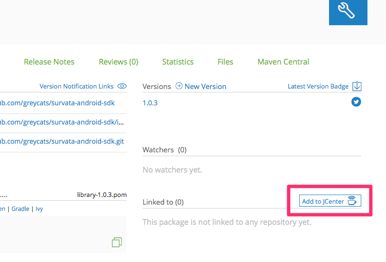 Release Notes Reviews (0) Statistics Files Maven Central
Version Notification Links
ub.com/greycats/survata-android-sdk
ub.com/greycats/survata-android-sdk/i...
ub.com/greycats/survata-android-sdk.git
.... library-1.0.3.pom
en | Gradle | Ivy
Versions New Version Latest Version Badge
1.0.3
Watchers (0)
No watchers yet.
Linked to (0) Add to JCenter
This package is not linked to any repository yet.